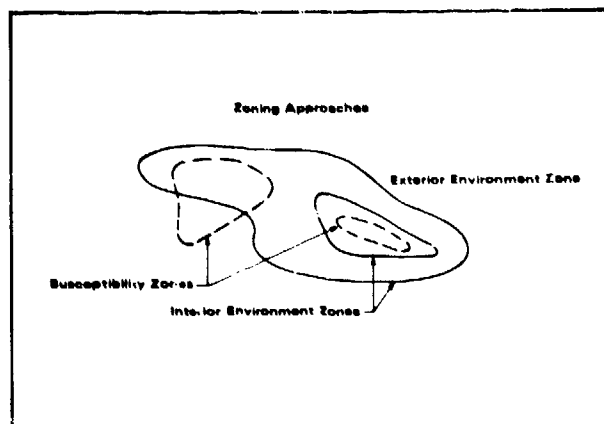 Zoning Approaches
Exterior Environment Zone
Susceptibility Zones
Interior Environment Zones